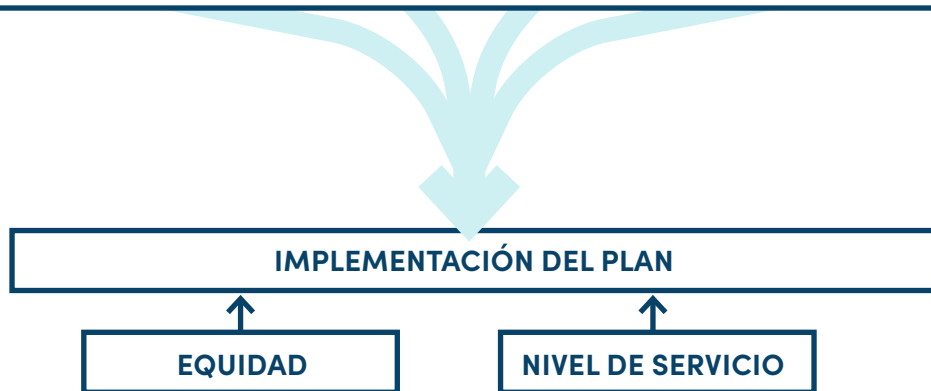 IMPLEMENTACIÓN DEL PLAN
EQUIDAD
NIVEL DE SERVICIO